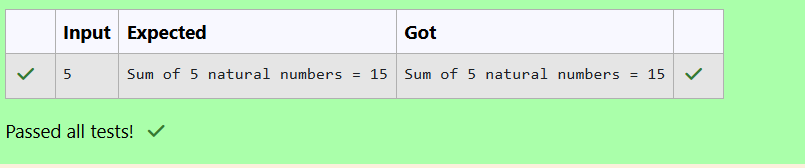 Input Expected Got
5 Sum of 5 natural numbers = 15 Sum of 5 natural numbers = 15
Passed all tests!